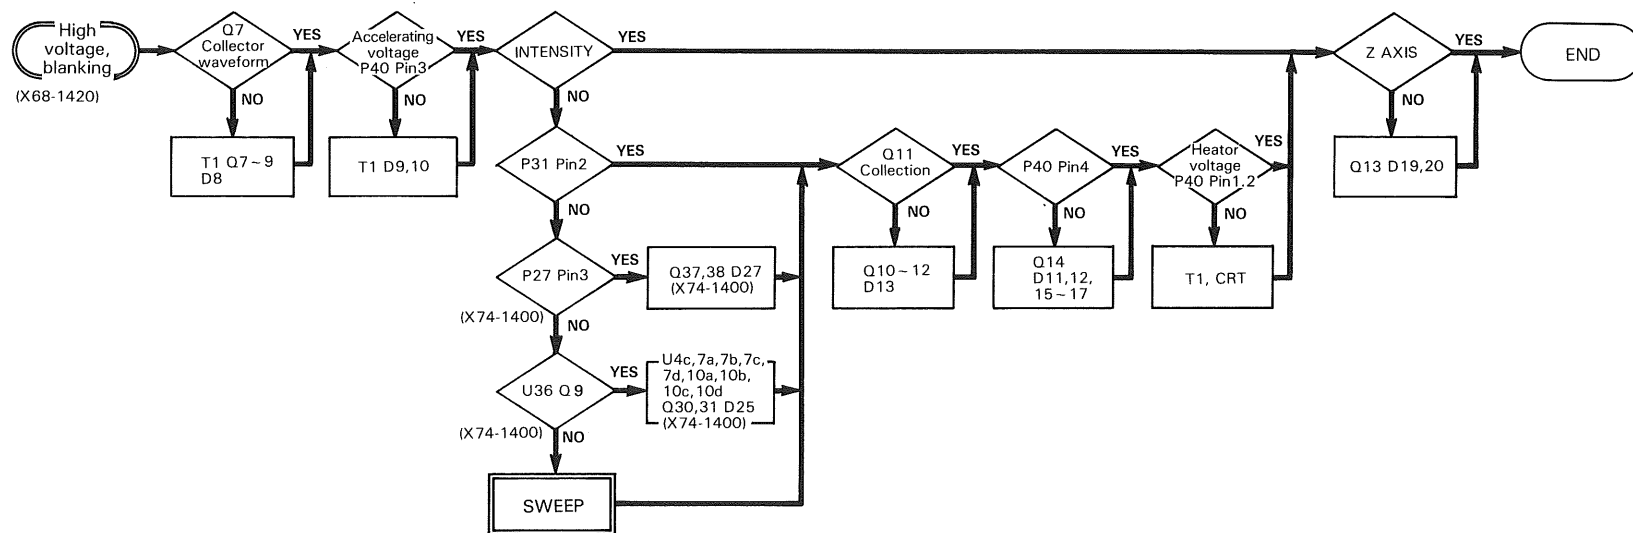 High
voltage,
blanking
(X68-1420)
Q7
Collector
waveform
YES
NO
T1 Q7~9
D8
Accelerating
voltage
P40 Pin3
YES
NO
T1 D9,10
INTENSITY
YES
NO
P31 Pin2
YES
NO
P27 Pin3
(X74-1400)
YES
NO
Q37,38 D27
(X74-1400)
U36 Q9
(X74-1400)
YES
NO
U4c,7a,7b,7c,
7d,10a,10b,
10c,10d
Q30,31 D25
(X74-1400)
SWEEP
Q11
Collection
YES
NO
Q10~12
D13
P40 Pin4
YES
NO
Q14
D11,12,
15~17
Heator
voltage
P40 Pin1.2
YES
NO
T1, CRT
Z AXIS
YES
NO
Q13 D19,20
END